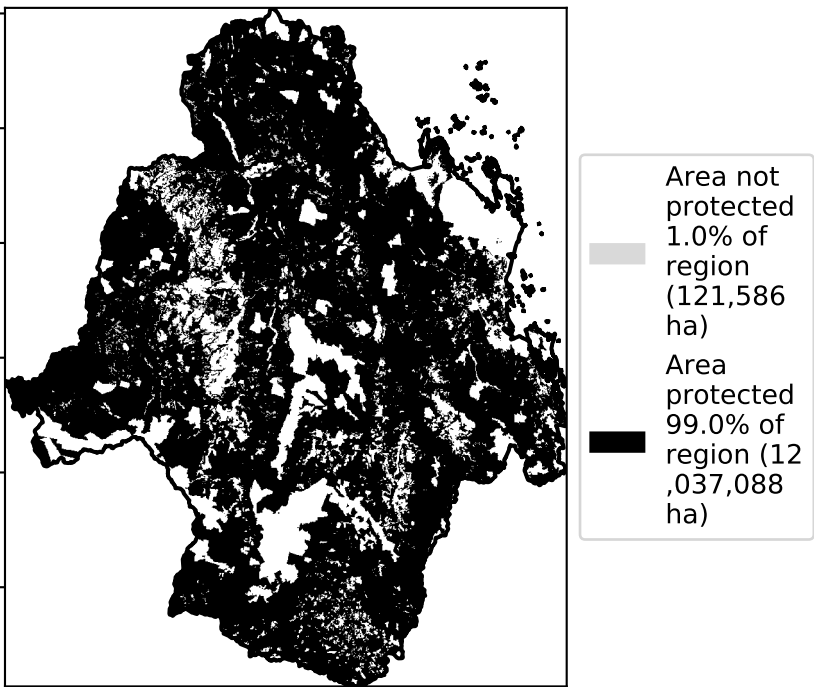 Area not
protected
1.0% of
region
(121,586
ha)
Area
protected
99.0% of
region (12
,037,088
ha)